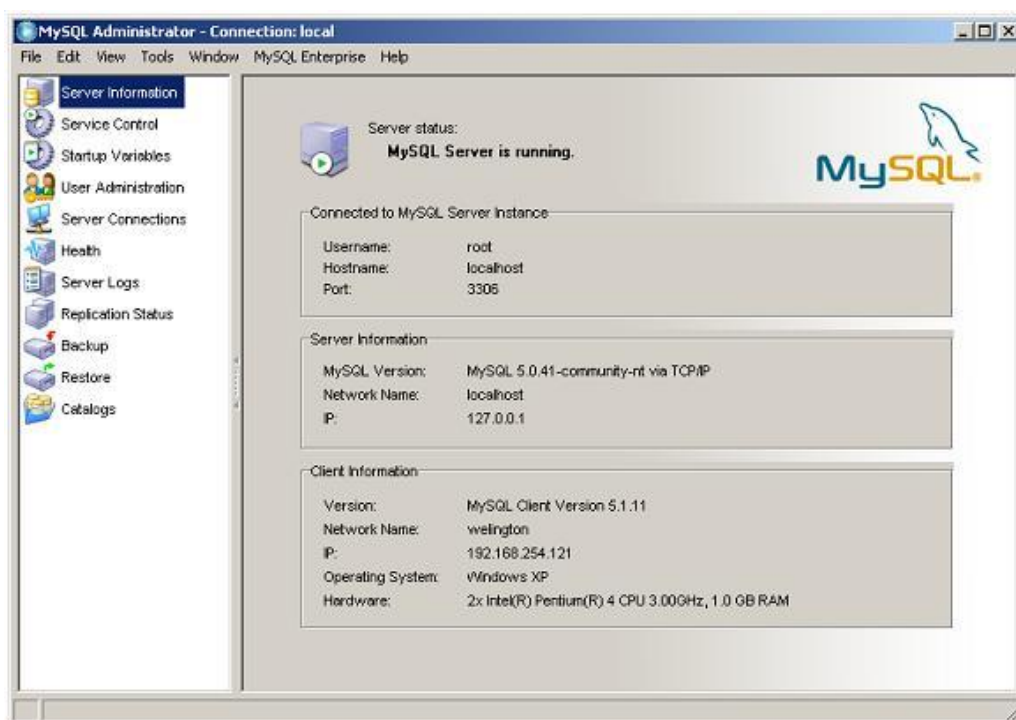 MySQL Administrator - Connection: local
File Edit View Tools Window MySQL Enterprise Help
Server Information
Service Control
Startup Variables
User Administration
Server Connections
Health
Server Logs
Replication Status
Backup
Restore
Catalogs
Server status:
MySQL Server is running.
MySQL®
Connected to MySQL Server Instance
Username: root
Hostname: localhost
Port: 3306
Server Information
MySQL Version: MySQL 5.0.41-community-nt via TCP/IP
Network Name: localhost
IP: 127.0.0.1
Client Information
Version: MySQL Client Version 5.1.11
Network Name: welington
IP: 192.168.254.121
Operating System: Windows XP
Hardware: 2x Intel(R) Pentium(R) 4 CPU 3.00GHz, 1.0 GB RAM